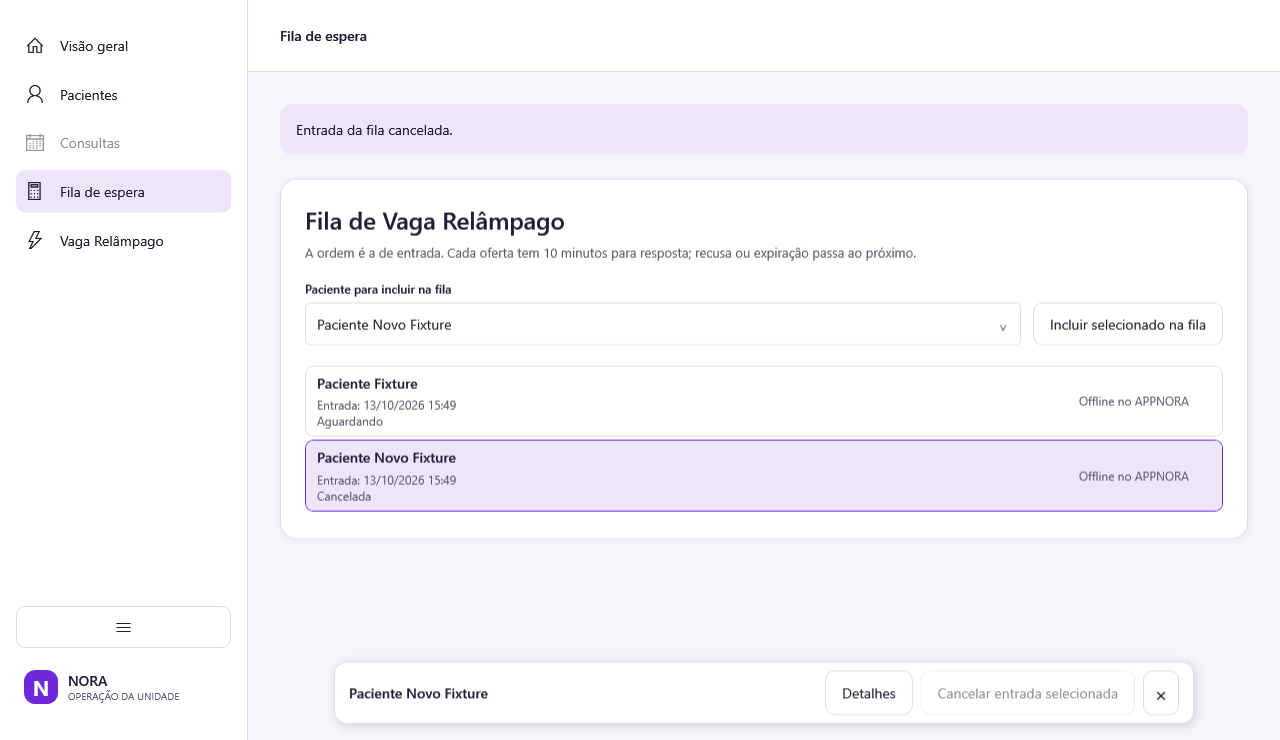 Visão geral
Pacientes
Consultas
Fila de espera
Vaga Relâmpago
N
NORA
OPERAÇÃO DA UNIDADE
Fila de espera
Entrada da fila cancelada.
Fila de Vaga Relâmpago
A ordem é a de entrada. Cada oferta tem 10 minutos para resposta; recusa ou expiração passa ao próximo.
Paciente para incluir na fila
Paciente Novo Fixture
Incluir selecionado na fila
Paciente Fixture
Entrada: 13/10/2026 15:49
Aguardando
Offline no APPNORA
Paciente Novo Fixture
Entrada: 13/10/2026 15:49
Cancelada
Offline no APPNORA
Paciente Novo Fixture
Detalhes
Cancelar entrada selecionada